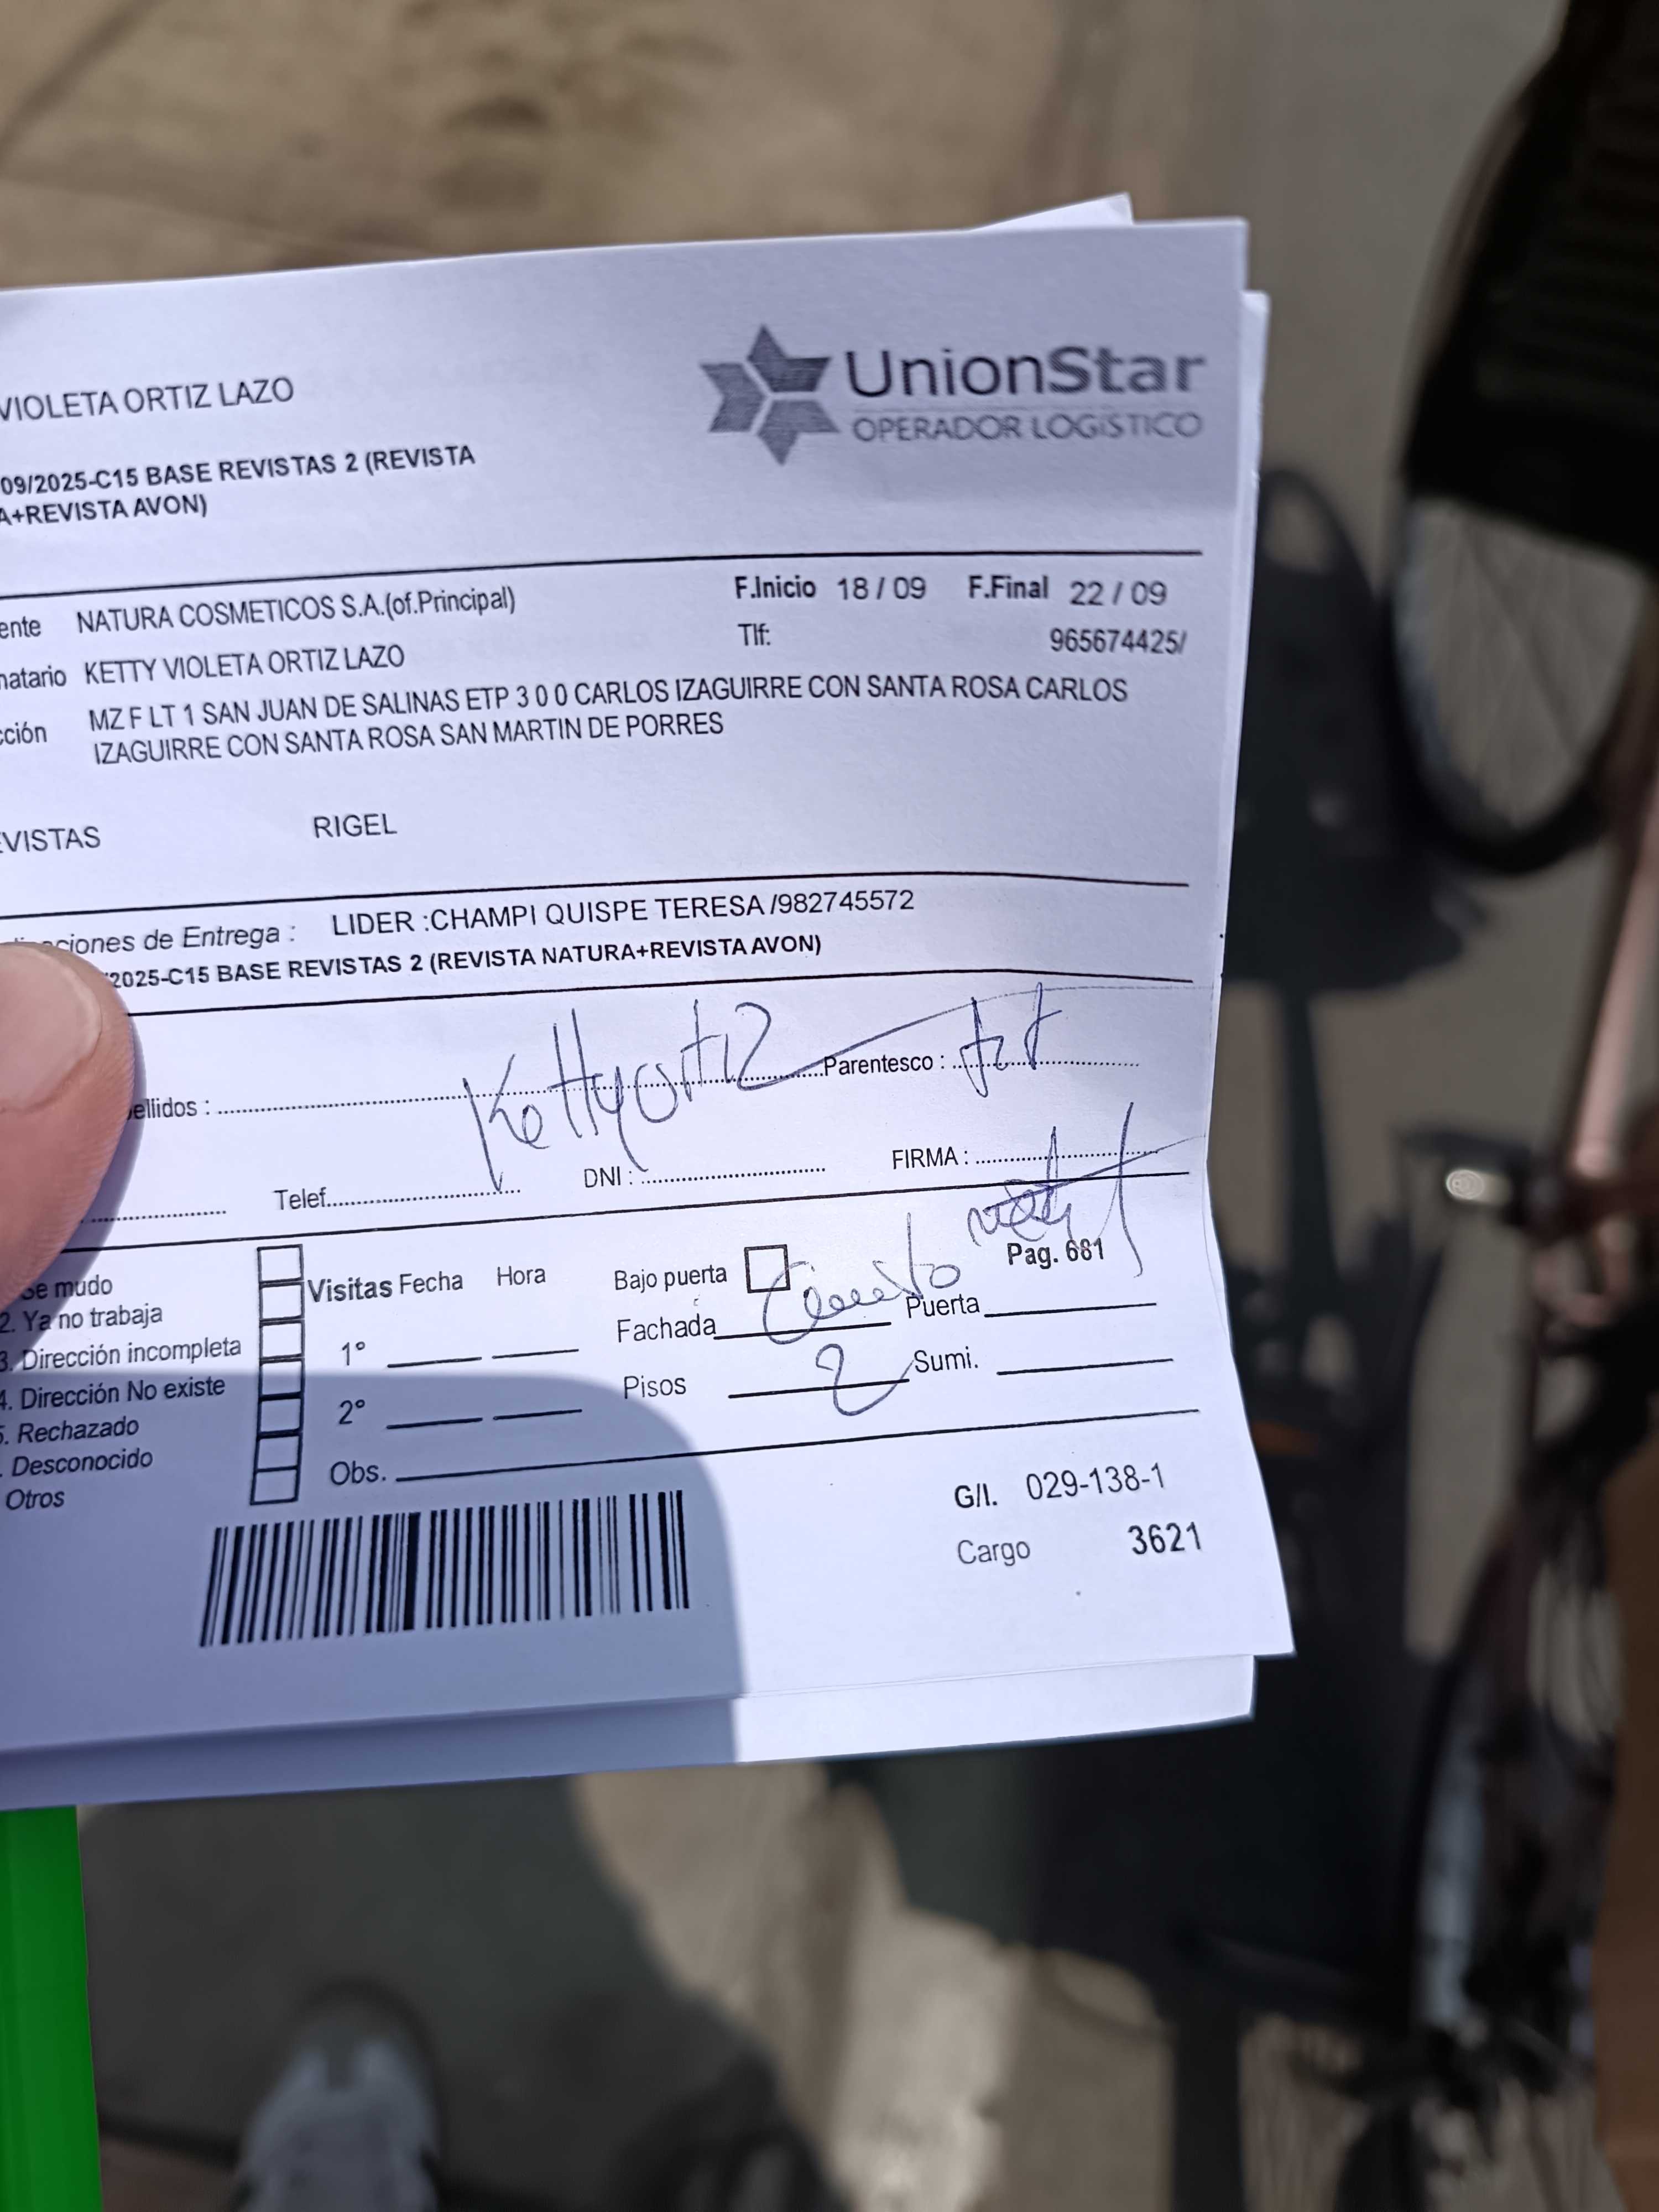 UnionStar
OPERADOR LOGÍSTICO
VIOLETA ORTIZ LAZO
09/2025-C15 BASE REVISTAS 2 (REVISTA
A+REVISTA AVON)
ente NATURA COSMETICOS S.A.(of.Principal) F.Inicio 18 / 09 F.Final 22 / 09
Tlf: 965674425/
natario KETTY VIOLETA ORTIZ LAZO
cción MZ F LT 1 SAN JUAN DE SALINAS ETP 3 0 0 CARLOS IZAGUIRRE CON SANTA ROSA CARLOS
IZAGUIRRE CON SANTA ROSA SAN MARTIN DE PORRES
EVISTAS RIGEL
ciones de Entrega : LIDER :CHAMPI QUISPE TERESA /982745572
2025-C15 BASE REVISTAS 2 (REVISTA NATURA+REVISTA AVON)
ellidos : Ketty ortiz Parentesco :
Telef. DNI : FIRMA :
Pag. 681
Se mudo Visitas Fecha Hora Bajo puerta
2. Ya no trabaja Fachada Puerta
3. Dirección incompleta 1°
4. Dirección No existe Pisos 2 Sumi.
5. Rechazado 2°
. Desconocido Obs.
Otros
G/l. 029-138-1
Cargo 3621